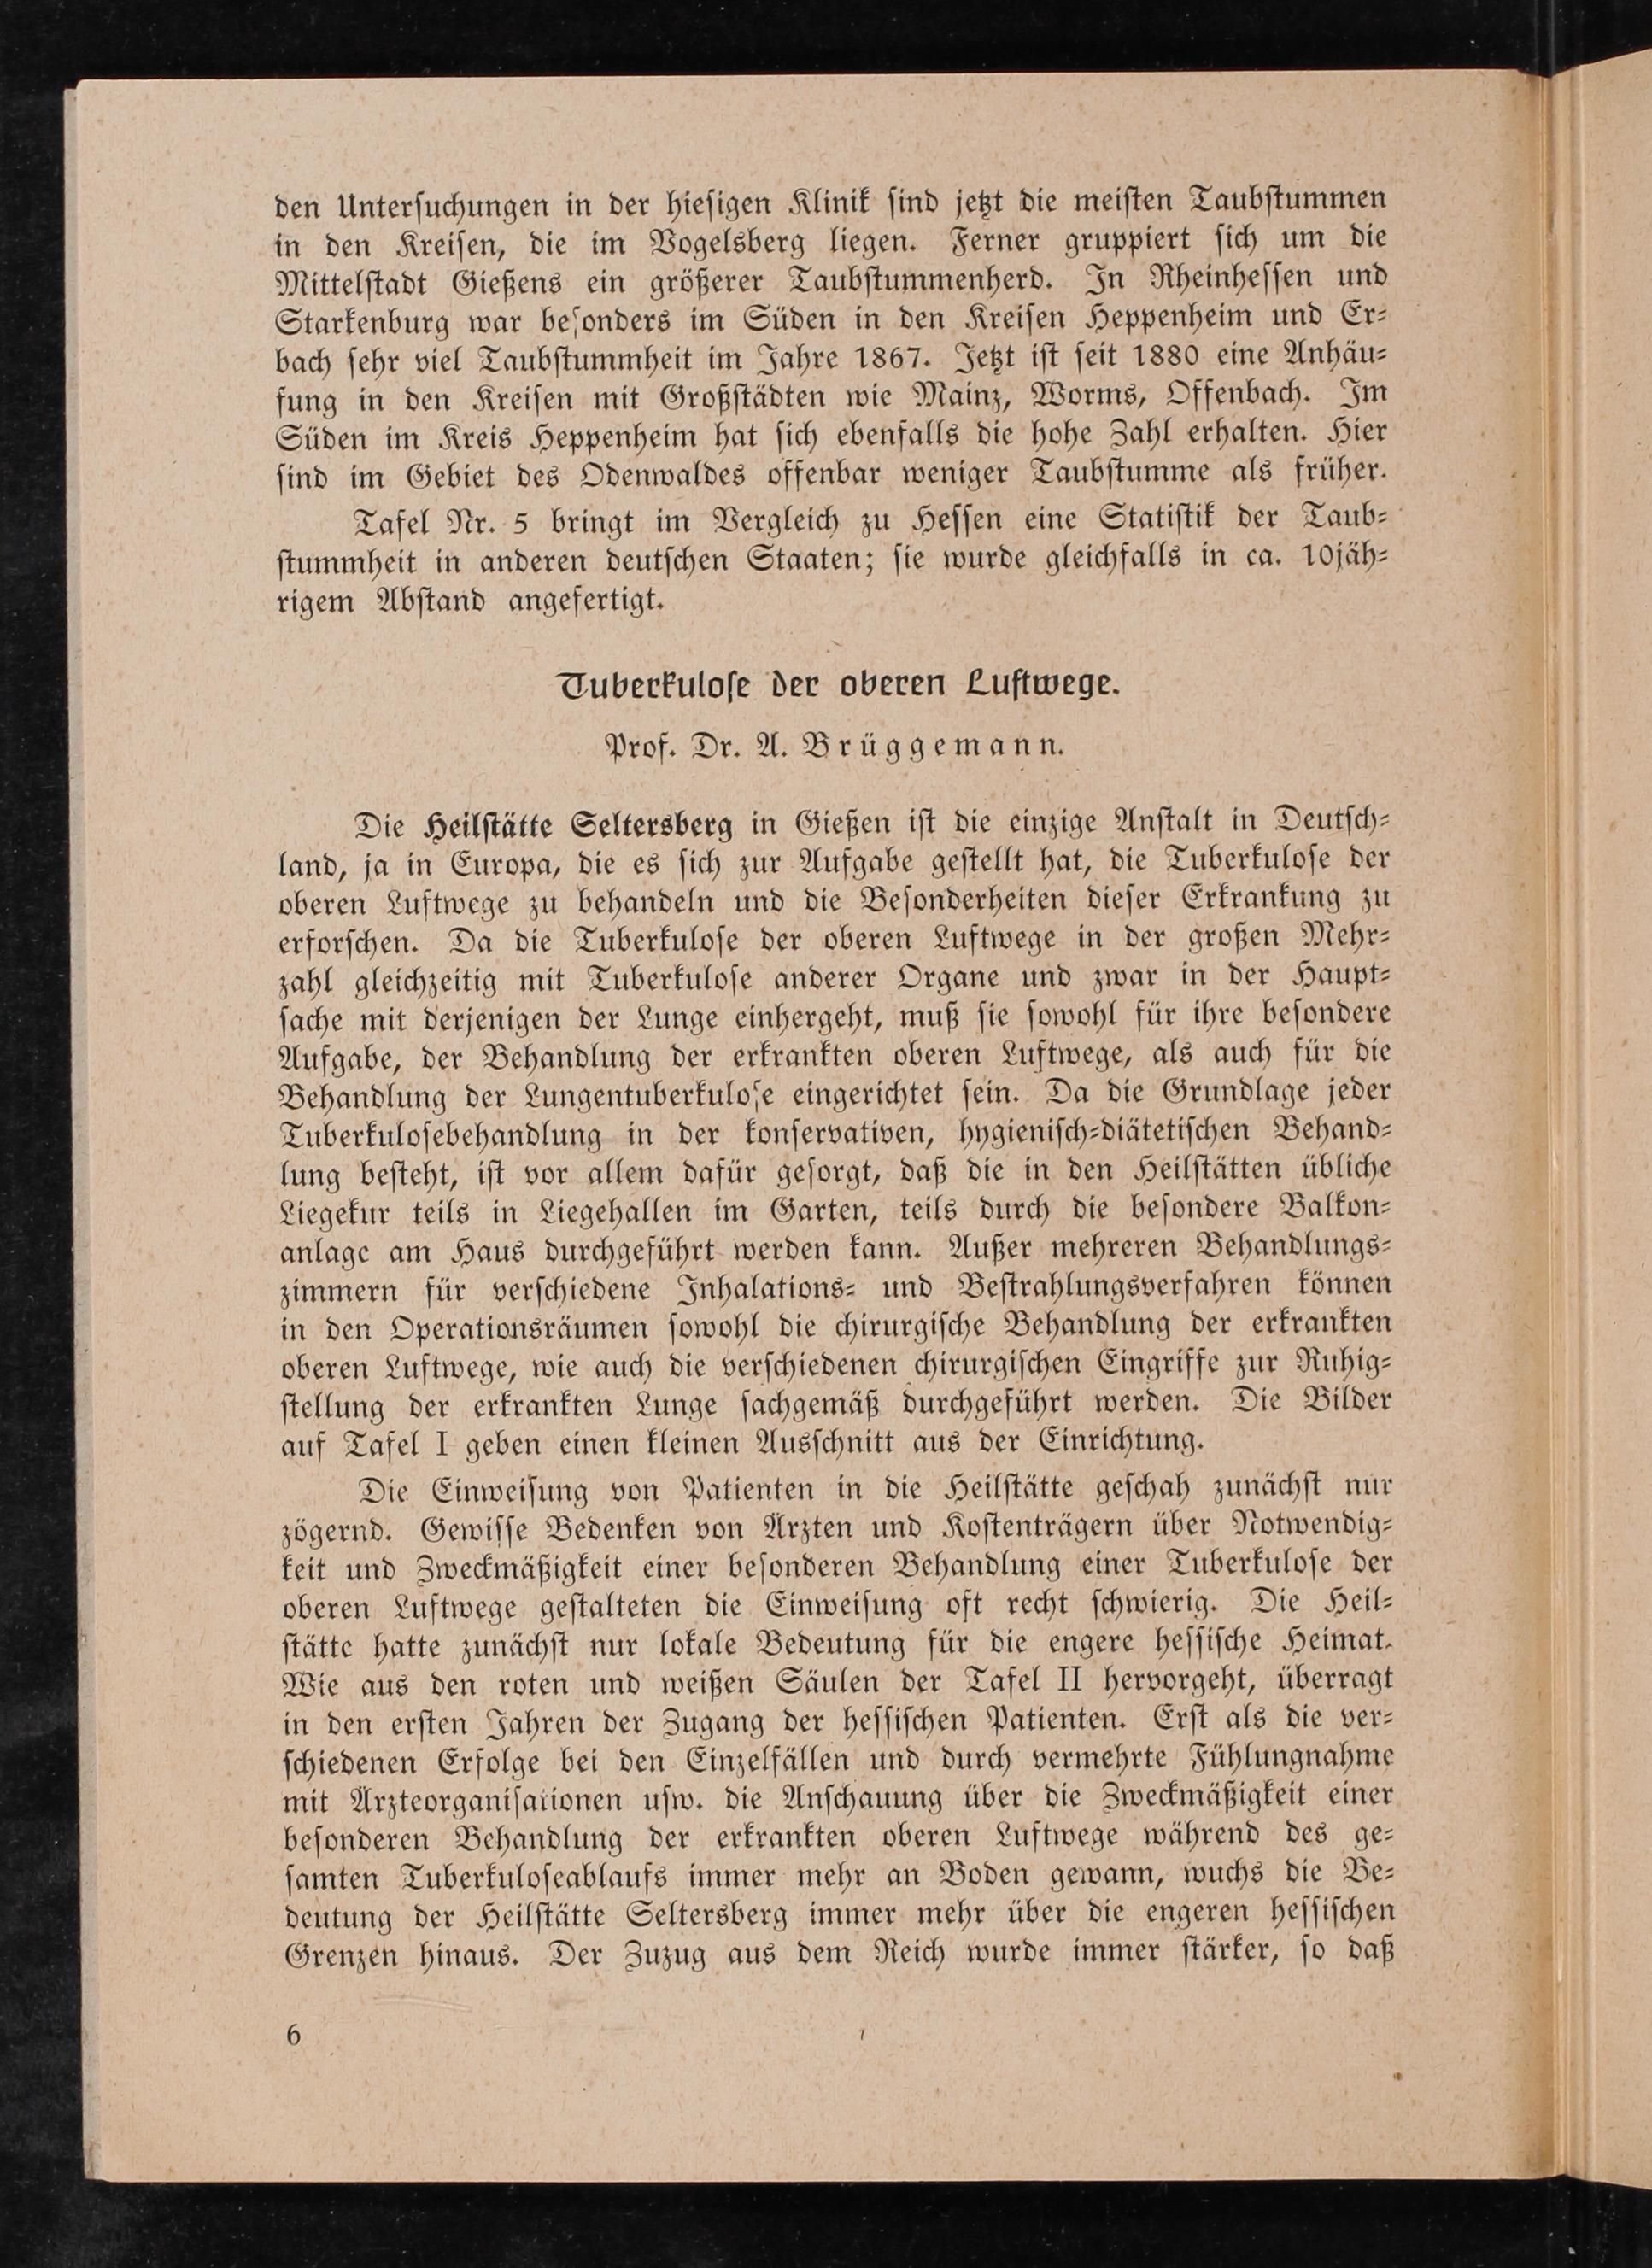 den Unterſuchungen in der hieſigen Klinik ſind jetzt die meiſten Taubſtummen
in den Kreiſen, die im Vogelsberg liegen. Ferner gruppiert ſich um die
Mittelſtadt Gießens ein größerer Taubſtummenherd. In Rheinheſſen und
Starkenburg war beſonders im Süden in den Kreiſen Heppenheim und Er⸗
bach ſehr viel Taubſtummheit im Jahre 1867. Jetzt iſt ſeit 1880 eine Anhäu⸗
fung in den Kreiſen mit Großſtädten wie Mainz, Worms, Offenbach. Im
Süden im Kreis Heppenheim hat ſich ebenfalls die hohe Zahl erhalten. Hier
ſind im Gebiet des Odenwaldes offenbar weniger Taubſtumme als früher.
Tafel Nr. 5 bringt im Vergleich zu Heſſen eine Statiſtik der Taub⸗
ſtummheit in anderen deutſchen Staaten; ſie wurde gleichfalls in ca. 10jäh⸗
rigem Abſtand angefertigt.
Tuberkuloſe der oberen Luftwege.
Prof. Dr. A. Brüggemann.
Die Heilſtätte Seltersberg in Gießen iſt die einzige Anſtalt in Deutſch⸗
land, ja in Europa, die es ſich zur Aufgabe geſtellt hat, die Tuberkuloſe der
oberen Luftwege zu behandeln und die Beſonderheiten dieſer Erkrankung zu
erforſchen. Da die Tuberkuloſe der oberen Luftwege in der großen Mehr⸗
zahl gleichzeitig mit Tuberkuloſe anderer Organe und zwar in der Haupt⸗
ſache mit derjenigen der Lunge einhergeht, muß ſie ſowohl für ihre beſondere
Aufgabe, der Behandlung der erkrankten oberen Luftwege, als auch für die
Behandlung der Lungentuberkuloſe eingerichtet ſein. Da die Grundlage jeder
Tuberkuloſebehandlung in der konſervativen, hygieniſch⸗diätetiſchen Behand⸗
lung beſteht, iſt vor allem dafür geſorgt, daß die in den Heilſtätten übliche
Liegekur teils in Liegehallen im Garten, teils durch die beſondere Balkon⸗
anlage am Haus durchgeführt werden kann. Außer mehreren Behandlungs⸗
zimmern für verſchiedene Inhalations⸗ und Beſtrahlungsverfahren können
in den Operationsräumen ſowohl die chirurgiſche Behandlung der erkrankten
oberen Luftwege, wie auch die verſchiedenen chirurgiſchen Eingriffe zur Ruhig⸗
ſtellung der erkrankten Lunge ſachgemäß durchgeführt werden. Die Bilder
auf Tafel I geben einen kleinen Ausſchnitt aus der Einrichtung.
Die Einweiſung von Patienten in die Heilſtätte geſchah zunächſt nur
zögernd. Gewiſſe Bedenken von Ärzten und Koſtenträgern über Notwendig⸗
keit und Zweckmäßigkeit einer beſonderen Behandlung einer Tuberkuloſe der
oberen Luftwege geſtalteten die Einweiſung oft recht ſchwierig. Die Heil⸗
ſtätte hatte zunächſt nur lokale Bedeutung für die engere heſſiſche Heimat.
Wie aus den roten und weißen Säulen der Tafel II hervorgeht, überragt
in den erſten Jahren der Zugang der heſſiſchen Patienten. Erſt als die ver⸗
ſchiedenen Erfolge bei den Einzelfällen und durch vermehrte Fühlungnahme
mit Ärzteorganiſationen uſw. die Anſchauung über die Zweckmäßigkeit einer
beſonderen Behandlung der erkrankten oberen Luftwege während des ge⸗
ſamten Tuberkuloſeablaufs immer mehr an Boden gewann, wuchs die Be⸗
deutung der Heilſtätte Seltersberg immer mehr über die engeren heſſiſchen
Grenzen hinaus. Der Zuzug aus dem Reich wurde immer ſtärker, ſo daß
6